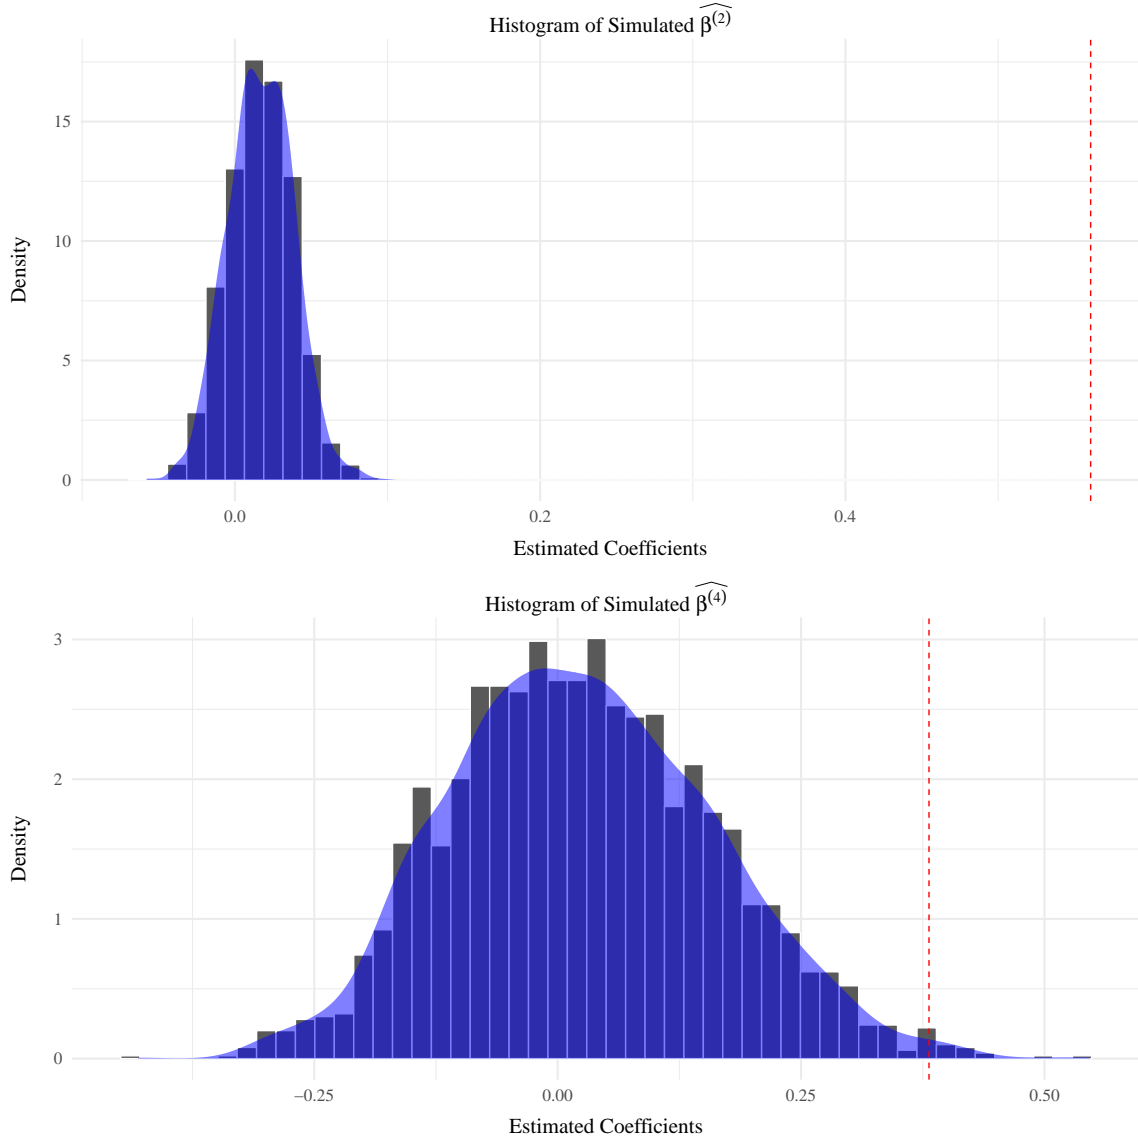 Histogram of Simulated β̂⁽²⁾
15
10
5
0
Density
0.0 0.2 0.4
Estimated Coefficients
Histogram of Simulated β̂⁽⁴⁾
3
2
1
0
Density
−0.25 0.00 0.25 0.50
Estimated Coefficients